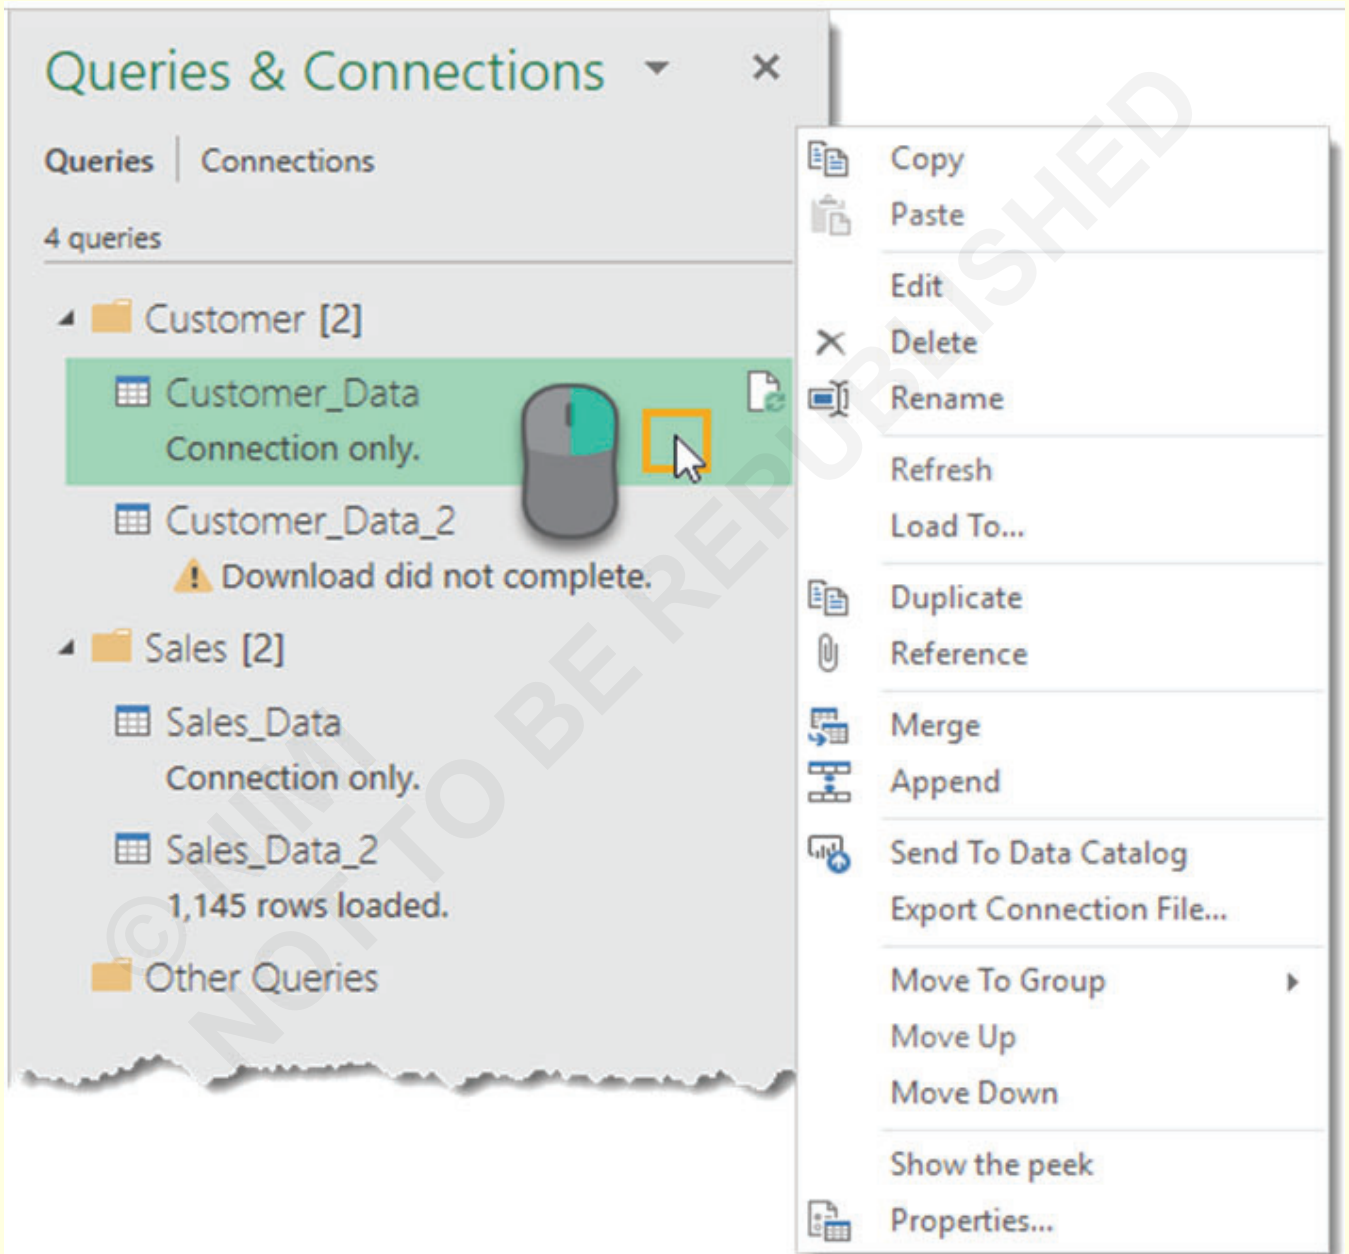 Queries & Connections
Queries | Connections
4 queries
Customer [2]
Customer_Data
Connection only.
Customer_Data_2
Download did not complete.
Sales [2]
Sales_Data
Connection only.
Sales_Data_2
1,145 rows loaded.
Other Queries
Copy
Paste
Edit
Delete
Rename
Refresh
Load To...
Duplicate
Reference
Merge
Append
Send To Data Catalog
Export Connection File...
Move To Group
Move Up
Move Down
Show the peek
Properties...
© NIMI
NOT TO BE REPUBLISHED